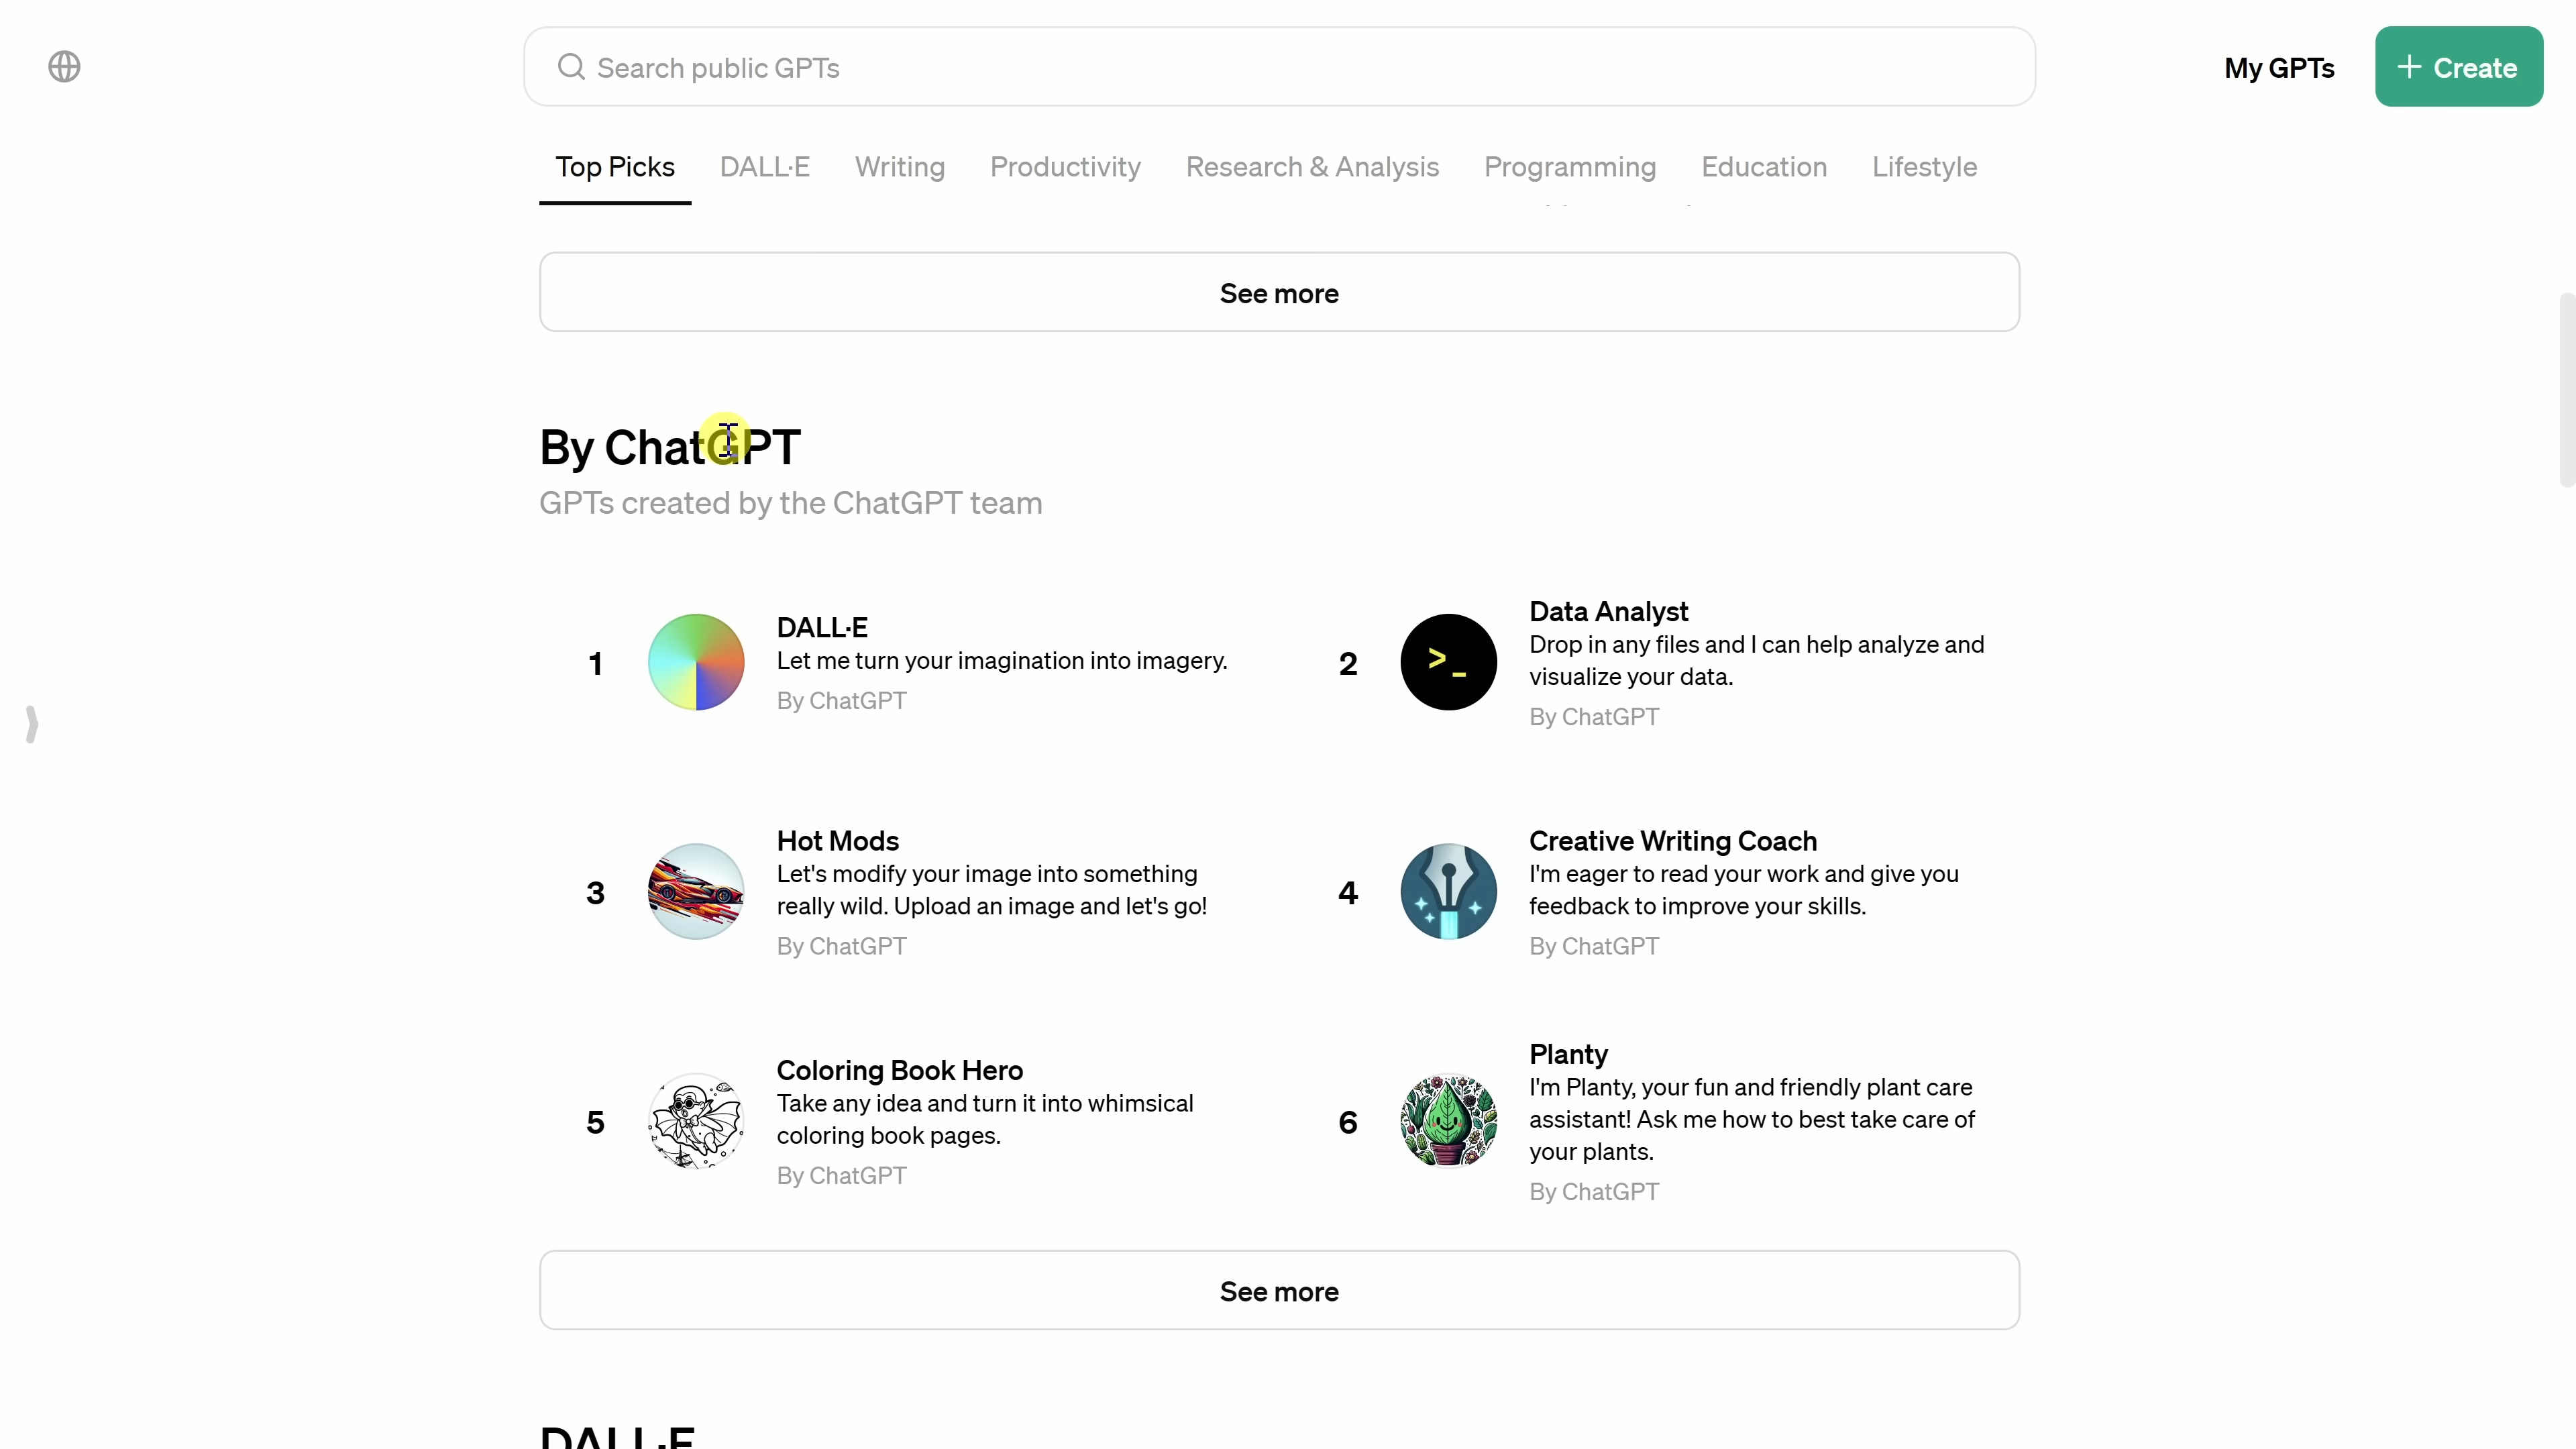 Search public GPTs
My GPTs
Create
Top Picks
DALL·E
Writing
Productivity
Research & Analysis
Programming
Education
Lifestyle
See more
By ChatGPT
GPTs created by the ChatGPT team
1
DALL·E
Let me turn your imagination into imagery.
By ChatGPT
2
Data Analyst
Drop in any files and I can help analyze and
visualize your data.
By ChatGPT
3
Hot Mods
Let's modify your image into something
really wild. Upload an image and let's go!
By ChatGPT
4
Creative Writing Coach
I'm eager to read your work and give you
feedback to improve your skills.
By ChatGPT
5
Coloring Book Hero
Take any idea and turn it into whimsical
coloring book pages.
By ChatGPT
6
Planty
I'm Planty, your fun and friendly plant care
assistant! Ask me how to best take care of
your plants.
By ChatGPT
See more
DALL·E